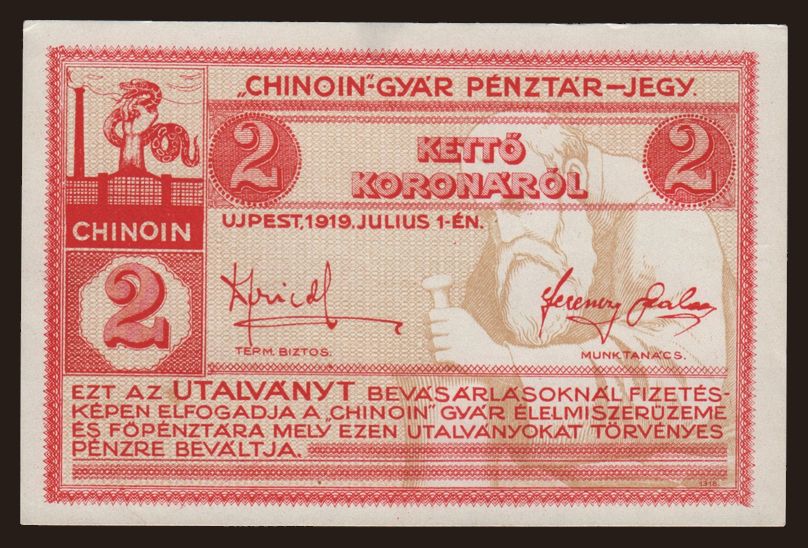 „CHINOIN”-GYÁR PÉNZTÁR-JEGY.
2
KETTŐ
KORONÁRÓL
2
CHINOIN
UJPEST, 1919. JULIUS 1-ÉN.
2
TERM. BIZTOS.
MUNKTANÁCS.
EZT AZ UTALVÁNYT BEVÁSÁRLÁSOKNÁL FIZETÉS-
KÉPEN ELFOGADJA A „CHINOIN” GYÁR ÉLELMISZERÜZEME
ÉS FŐPÉNZTÁRA MELY EZEN UTALVÁNYOKAT TÖRVÉNYES
PÉNZRE BEVÁLTJA.
1318.